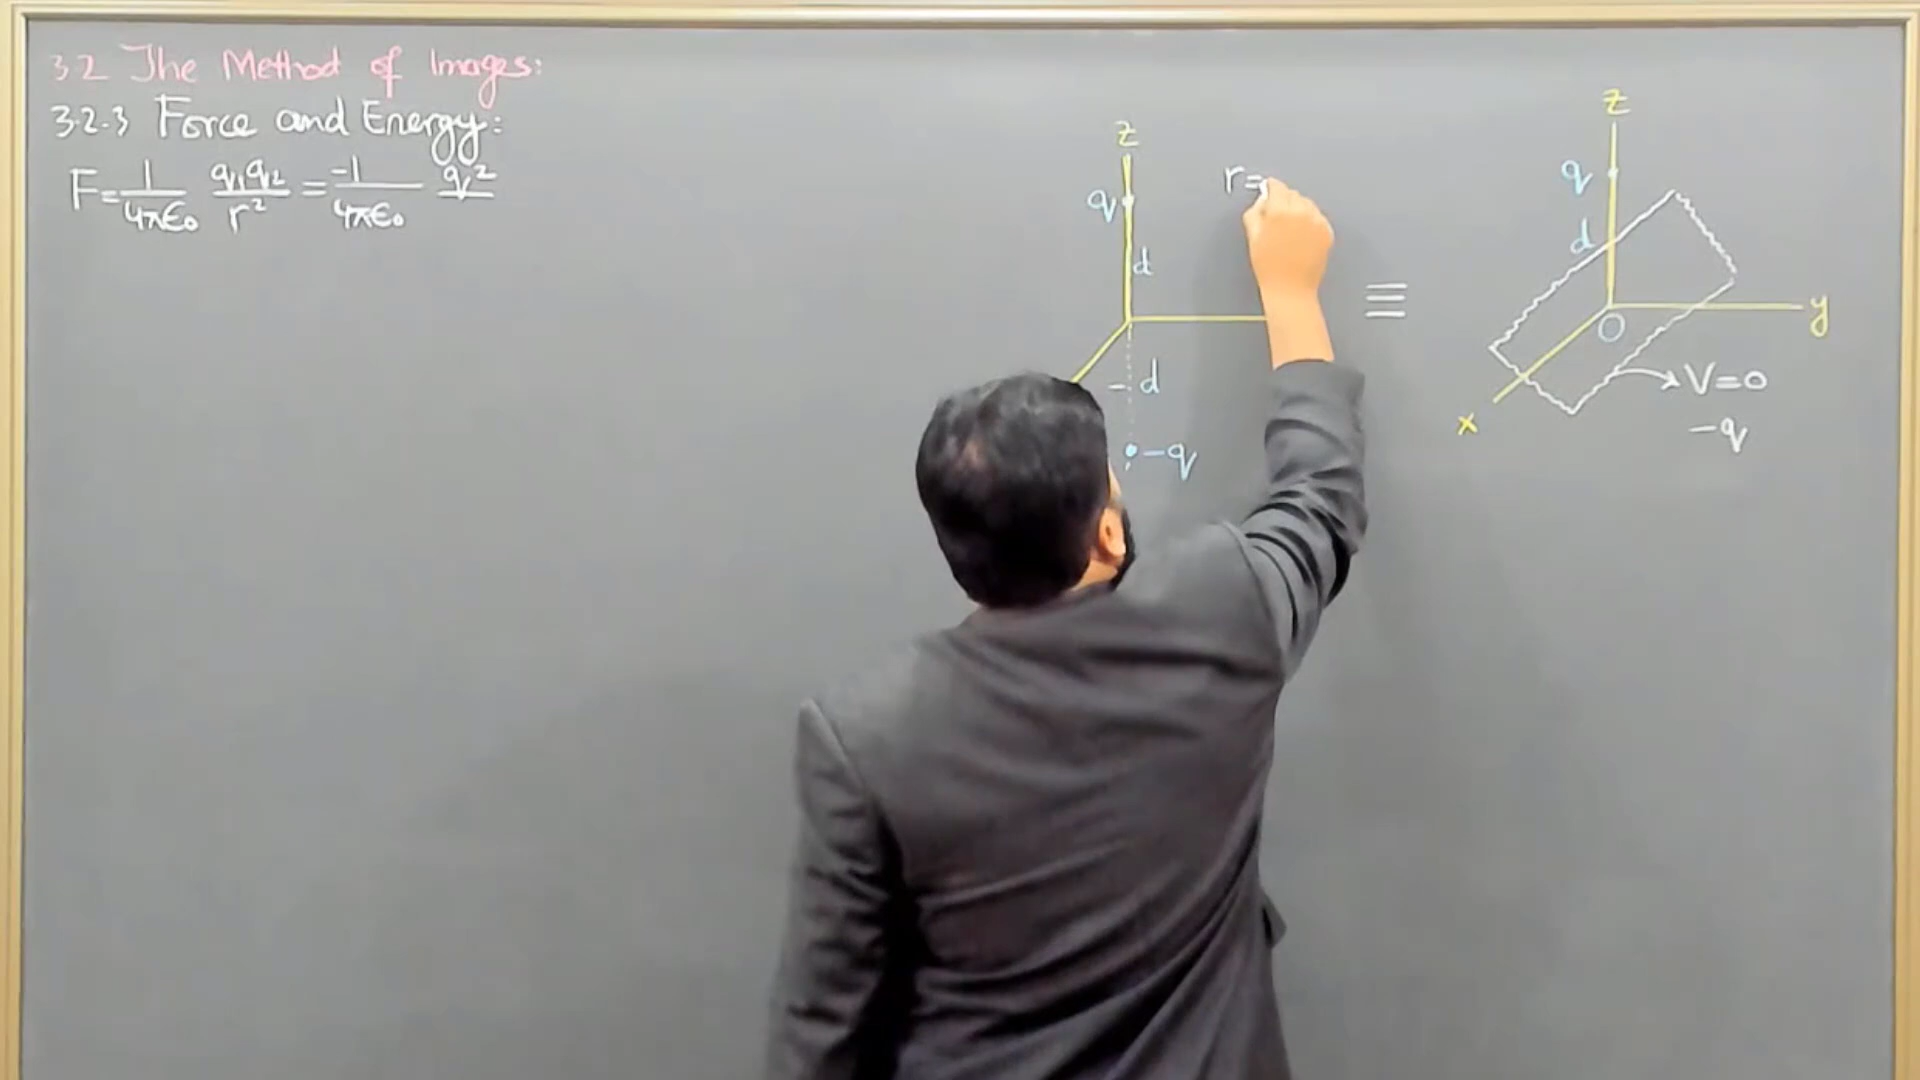 3.2 The Method of Images:
3.2.3 Force and Energy:
F = 1/4πϵ₀ q₁q₂/r² = -1/4πϵ₀ q²/
z
q
d
r=
- d
-q
≡
z
q
d
O
y
x
V=0
-q